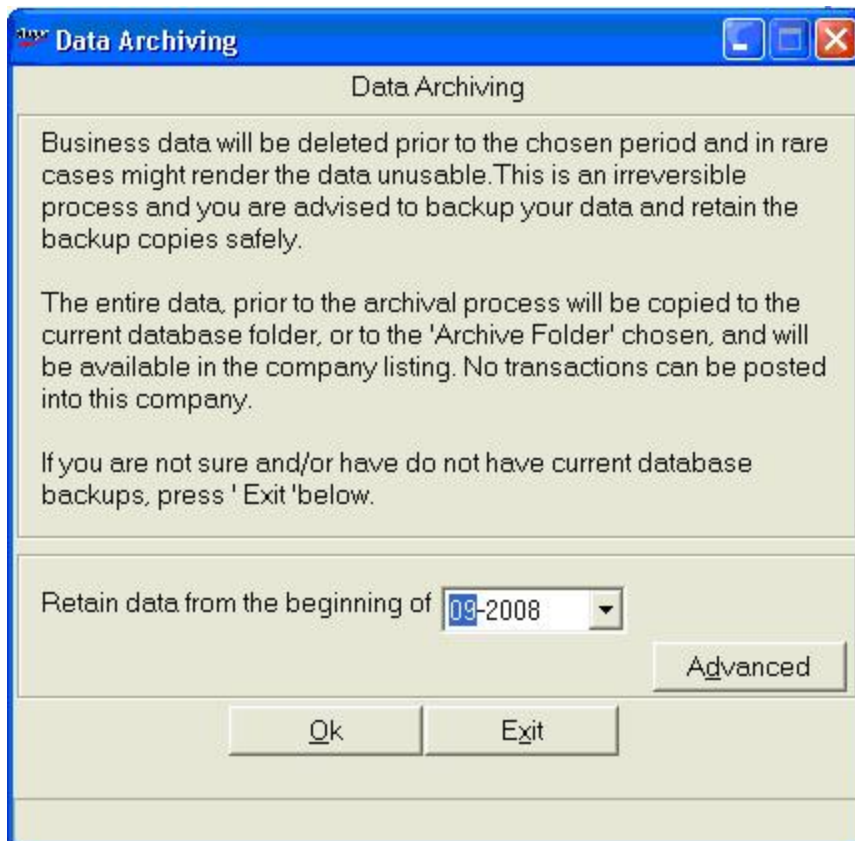 Data Archiving
Data Archiving
Business data will be deleted prior to the chosen period and in rare
cases might render the data unusable.This is an irreversible
process and you are advised to backup your data and retain the
backup copies safely.
The entire data, prior to the archival process will be copied to the
current database folder, or to the 'Archive Folder' chosen, and will
be available in the company listing. No transactions can be posted
into this company.
If you are not sure and/or have do not have current database
backups, press ' Exit 'below.
Retain data from the beginning of 09-2008
Advanced
Ok Exit